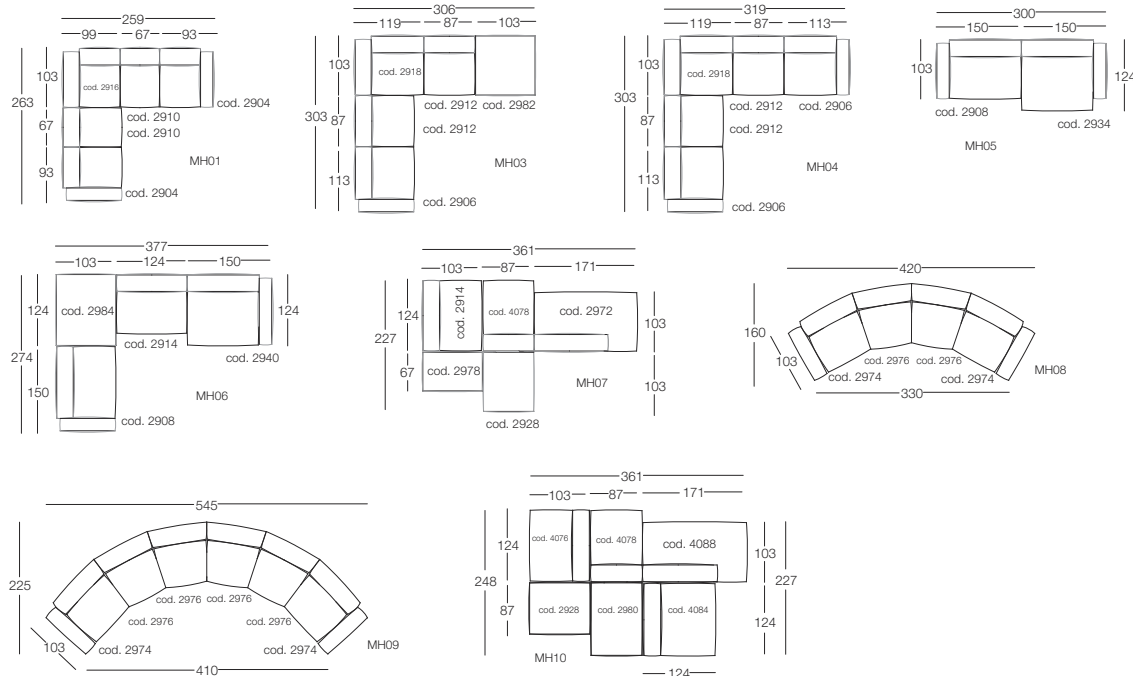 259
99 67 93
103
263
67
93
cod. 2916
cod. 2904
cod. 2910
cod. 2910
MH01
cod. 2904
306
119 87 103
103
303
87
113
cod. 2918
cod. 2912 cod. 2982
cod. 2912
MH03
cod. 2906
319
119 87 113
103
303
87
113
cod. 2918
cod. 2912 cod. 2906
cod. 2912
MH04
cod. 2906
300
150 150
103
124
cod. 2908
cod. 2934
MH05
377
103 124 150
124
274
150
124
cod. 2984
cod. 2914
cod. 2940
MH06
cod. 2908
361
103 87 171
124
227
67
cod. 2914
cod. 4078
cod. 2972
103
103
cod. 2978
MH07
cod. 2928
420
160
103
cod. 2976 cod. 2976
cod. 2974 cod. 2974
MH08
330
545
225
cod. 2976 cod. 2976
cod. 2976 cod. 2976
cod. 2974 cod. 2974
MH09
103
410
361
103 87 171
124
248
87
cod. 4076
cod. 4078
cod. 4088
103
227
124
cod. 2928
cod. 2980
cod. 4084
MH10
124